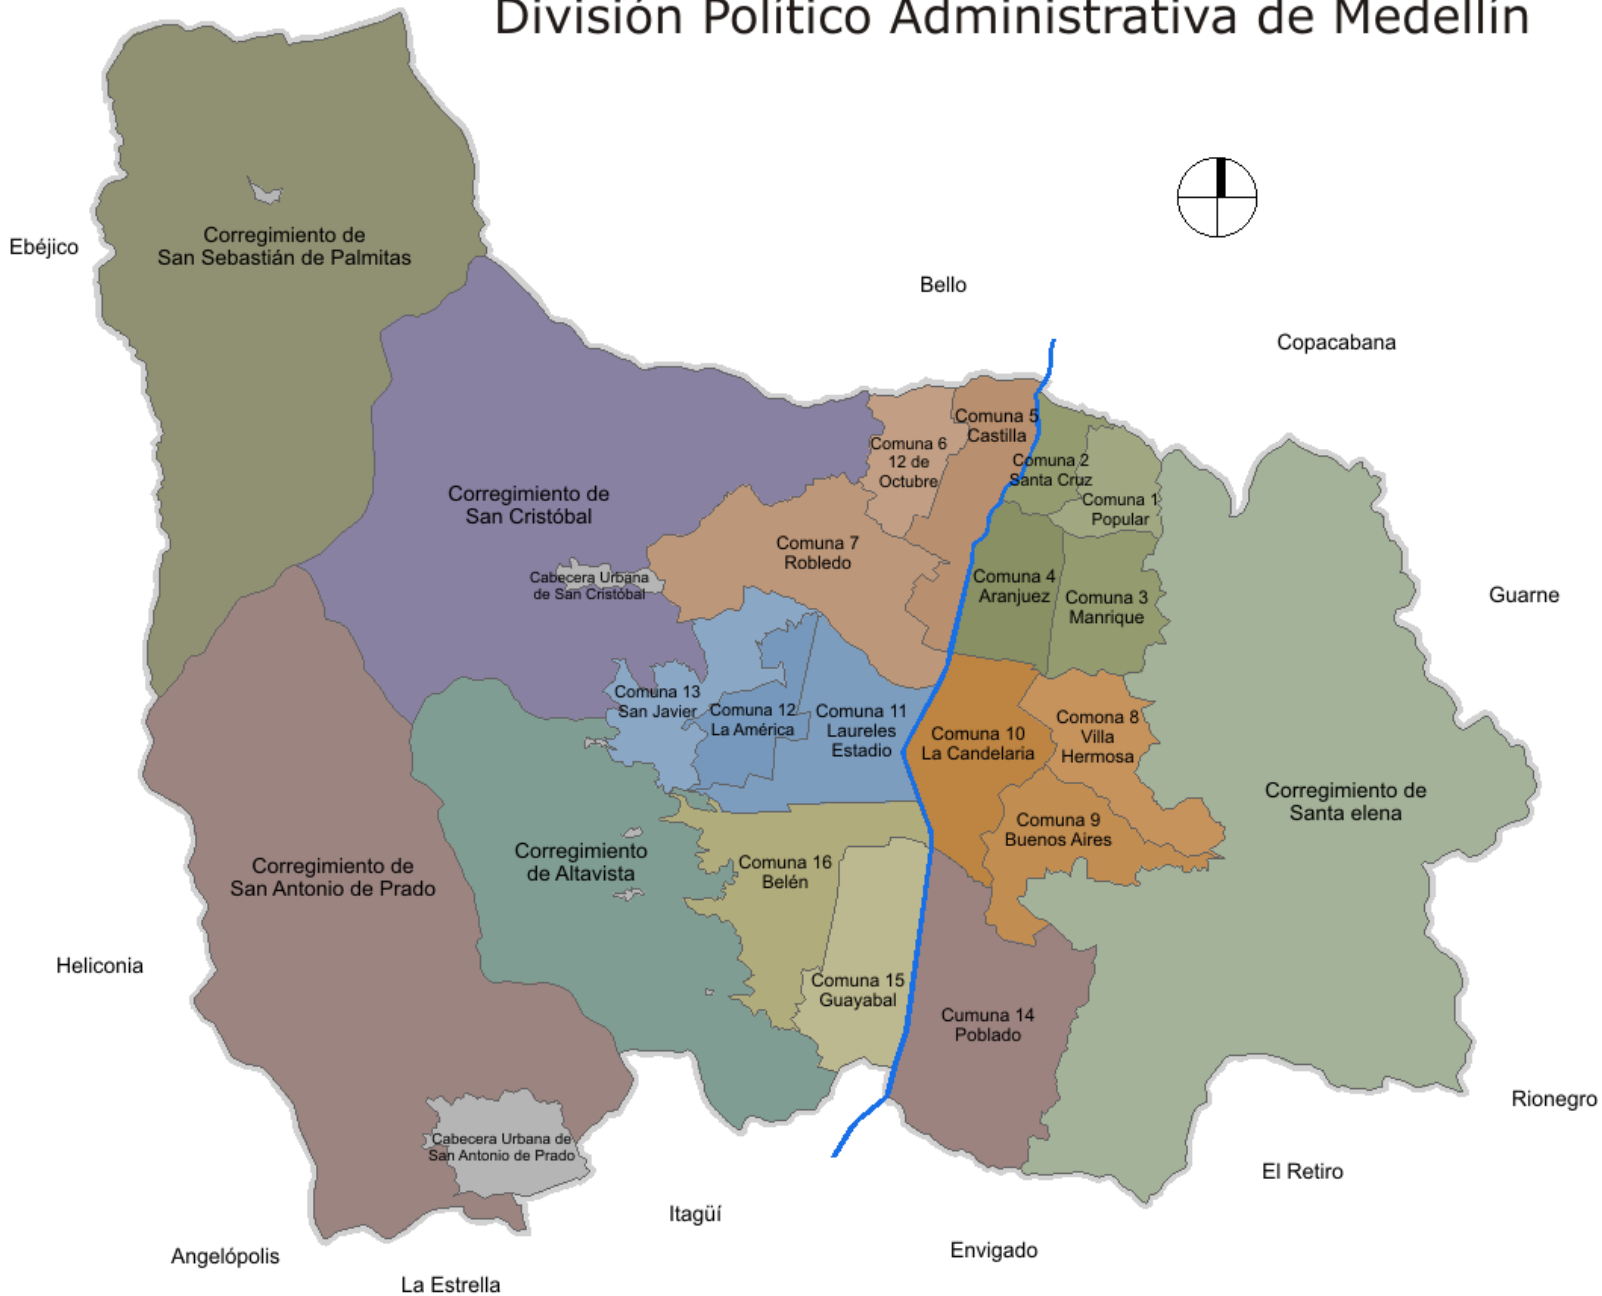 División Político Administrativa de Medellín
Ebéjico
Corregimiento de
San Sebastián de Palmitas
Bello
Copacabana
Comuna 5
Castilla
Comuna 6
12 de
Octubre
Comuna 2
Santa Cruz
Comuna 1
Popular
Corregimiento de
San Cristóbal
Comuna 7
Robledo
Cabecera Urbana
de San Cristóbal
Comuna 4
Aranjuez
Comuna 3
Manrique
Guarne
Comuna 13
San Javier
Comuna 12
La América
Comuna 11
Laureles
Estadio
Comuna 10
La Candelaria
Comona 8
Villa
Hermosa
Corregimiento de
Santa elena
Comuna 9
Buenos Aires
Corregimiento de
San Antonio de Prado
Corregimiento
de Altavista
Comuna 16
Belén
Heliconia
Comuna 15
Guayabal
Cumuna 14
Poblado
Rionegro
Cabecera Urbana de
San Antonio de Prado
El Retiro
Itagüí
Envigado
Angelópolis
La Estrella